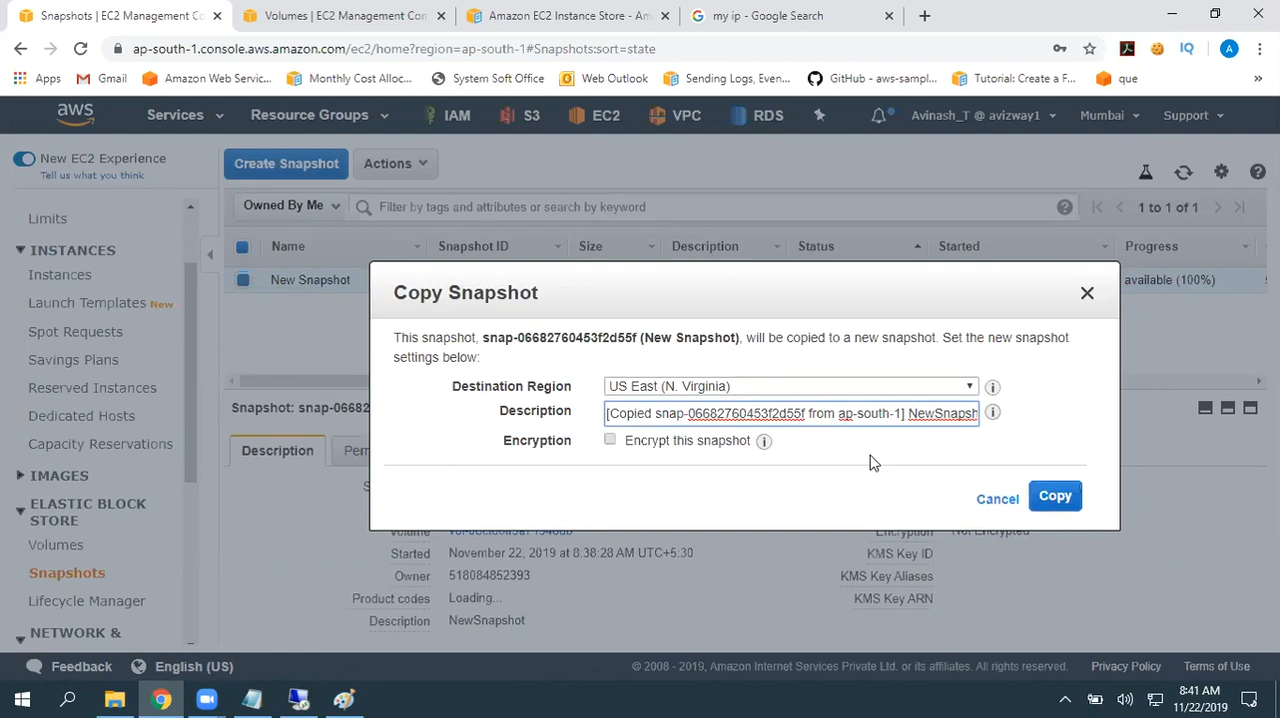 Snapshots | EC2 Management Co
Volumes | EC2 Management Con
Amazon EC2 Instance Store - Am
my ip - Google Search
ap-south-1.console.aws.amazon.com/ec2/home?region=ap-south-1#Snapshots:sort=state
Apps
Gmail
Amazon Web Servic...
Monthly Cost Alloc...
System Soft Office
Web Outlook
Sending Logs, Even...
GitHub - aws-sampl...
Tutorial: Create a F...
que
aws
Services
Resource Groups
IAM
S3
EC2
VPC
RDS
Avinash_T @ avizway1
Mumbai
Support
New EC2 Experience
Tell us what you think
Create Snapshot
Actions
Owned By Me
Filter by tags and attributes or search by keyword
1 to 1 of 1
Limits
INSTANCES
Instances
Launch Templates New
Spot Requests
Savings Plans
Reserved Instances
Dedicated Hosts
Capacity Reservations
IMAGES
ELASTIC BLOCK
STORE
Volumes
Snapshots
Lifecycle Manager
NETWORK &
Name
Snapshot ID
Size
Description
Status
Started
Progress
New Snapshot
available (100%)
Copy Snapshot
This snapshot, snap-06682760453f2d55f (New Snapshot), will be copied to a new snapshot. Set the new snapshot
settings below:
Destination Region
US East (N. Virginia)
Description
[Copied snap-06682760453f2d55f from ap-south-1] NewSnapsh
Encryption
Encrypt this snapshot
Cancel
Copy
Snapshot: snap-0668
Description
Perm
Volume
Encryption
Not Encrypted
Started
November 22, 2019 at 8:38:28 AM UTC+5:30
KMS Key ID
Owner
518084852393
KMS Key Aliases
Product codes
Loading...
KMS Key ARN
Description
NewSnapshot
Feedback
English (US)
© 2008 - 2019, Amazon Internet Services Private Ltd. or its affiliates. All rights reserved.
Privacy Policy
Terms of Use
8:41 AM
11/22/2019